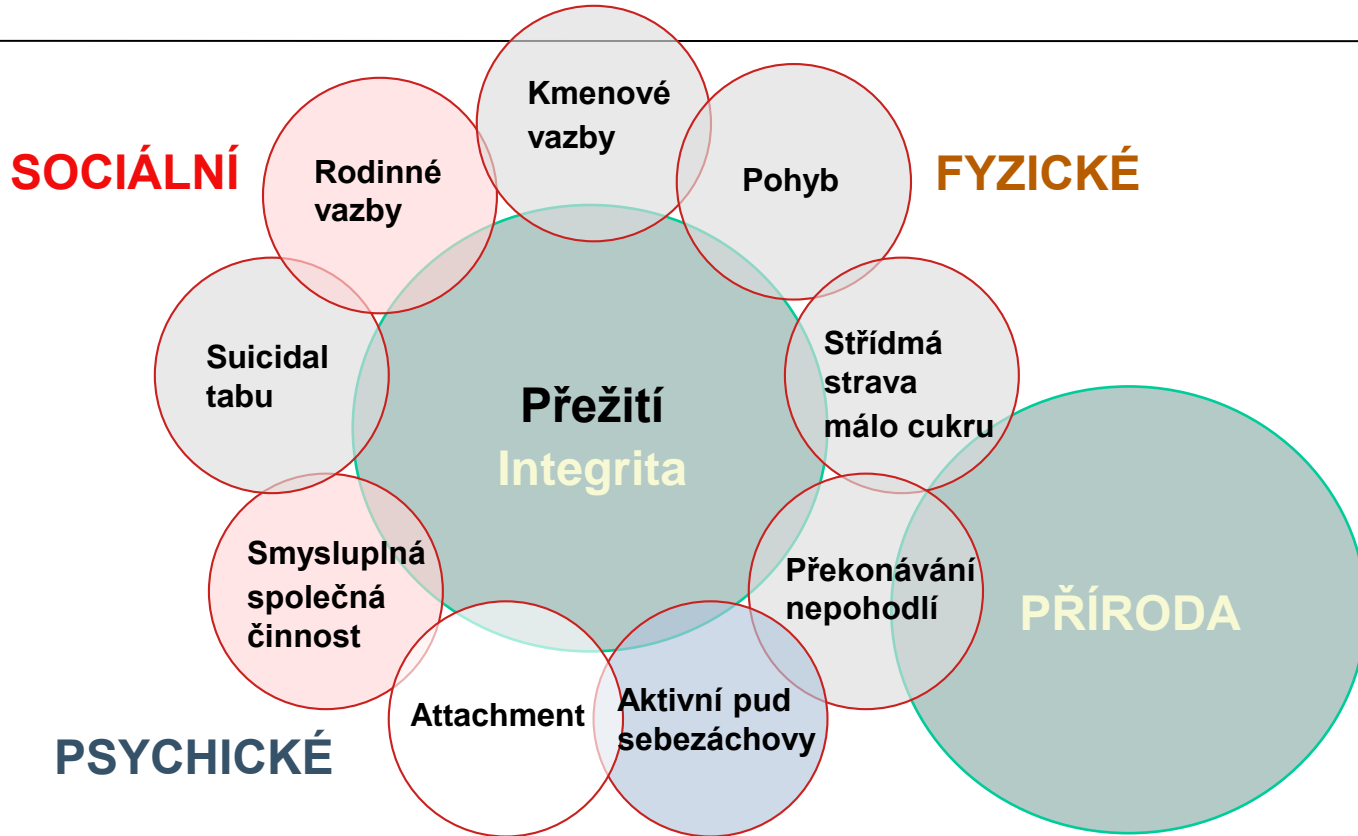 Kmenové
vazby
SOCIÁLNÍ
Rodinné
vazby
Pohyb
FYZICKÉ
Suicidal
tabu
Přežití
Integrita
Střídmá
strava
málo cukru
Smysluplná
společná
činnost
Překonávání
nepohodlí
PŘÍRODA
Attachment
Aktivní pud
sebezáchovy
PSYCHICKÉ